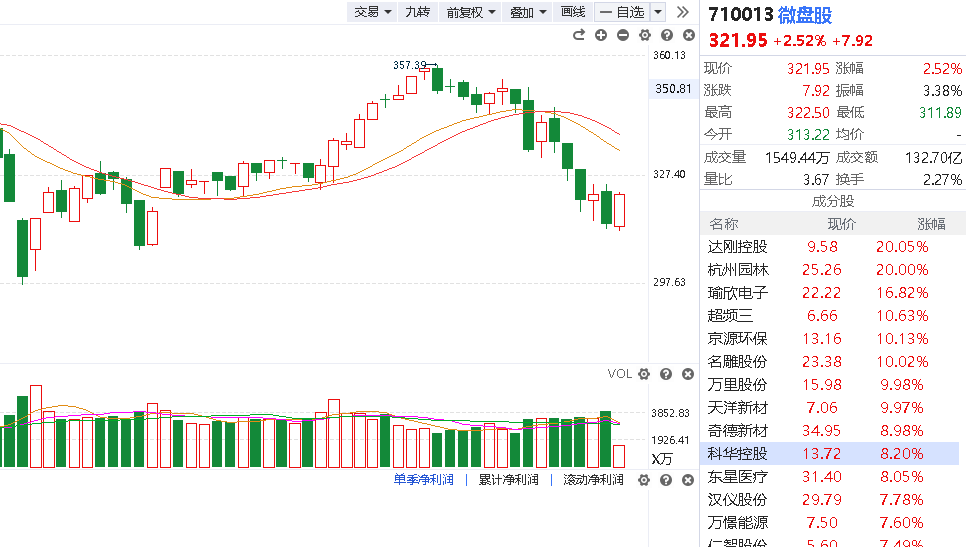 交易 九转 前复权 叠加 画线 一 自选
710013 微盘股
321.95 +2.52% +7.92
现价 321.95 涨幅 2.52%
涨跌 7.92 振幅 3.38%
最高 322.50 最低 311.89
今开 313.22 均价 -
成交量 1549.44万 成交额 132.70亿
量比 3.67 换手 2.27%
成分股
名称 现价 涨幅
达刚控股 9.58 20.05%
杭州园林 25.26 20.00%
瑜欣电子 22.22 16.82%
超频三 6.66 10.63%
京源环保 13.16 10.13%
名雕股份 23.38 10.02%
万里股份 15.98 9.98%
天洋新材 7.06 9.97%
奇德新材 34.95 8.98%
科华控股 13.72 8.20%
东星医疗 31.40 8.05%
汉仪股份 29.79 7.78%
万憬能源 7.50 7.60%
仁智股份 5.60 7.49%
360.13
357.39
350.81
327.40
297.63
VOL
3852.83
1926.41
X万
单季净利润 | 累计净利润 | 滚动净利润